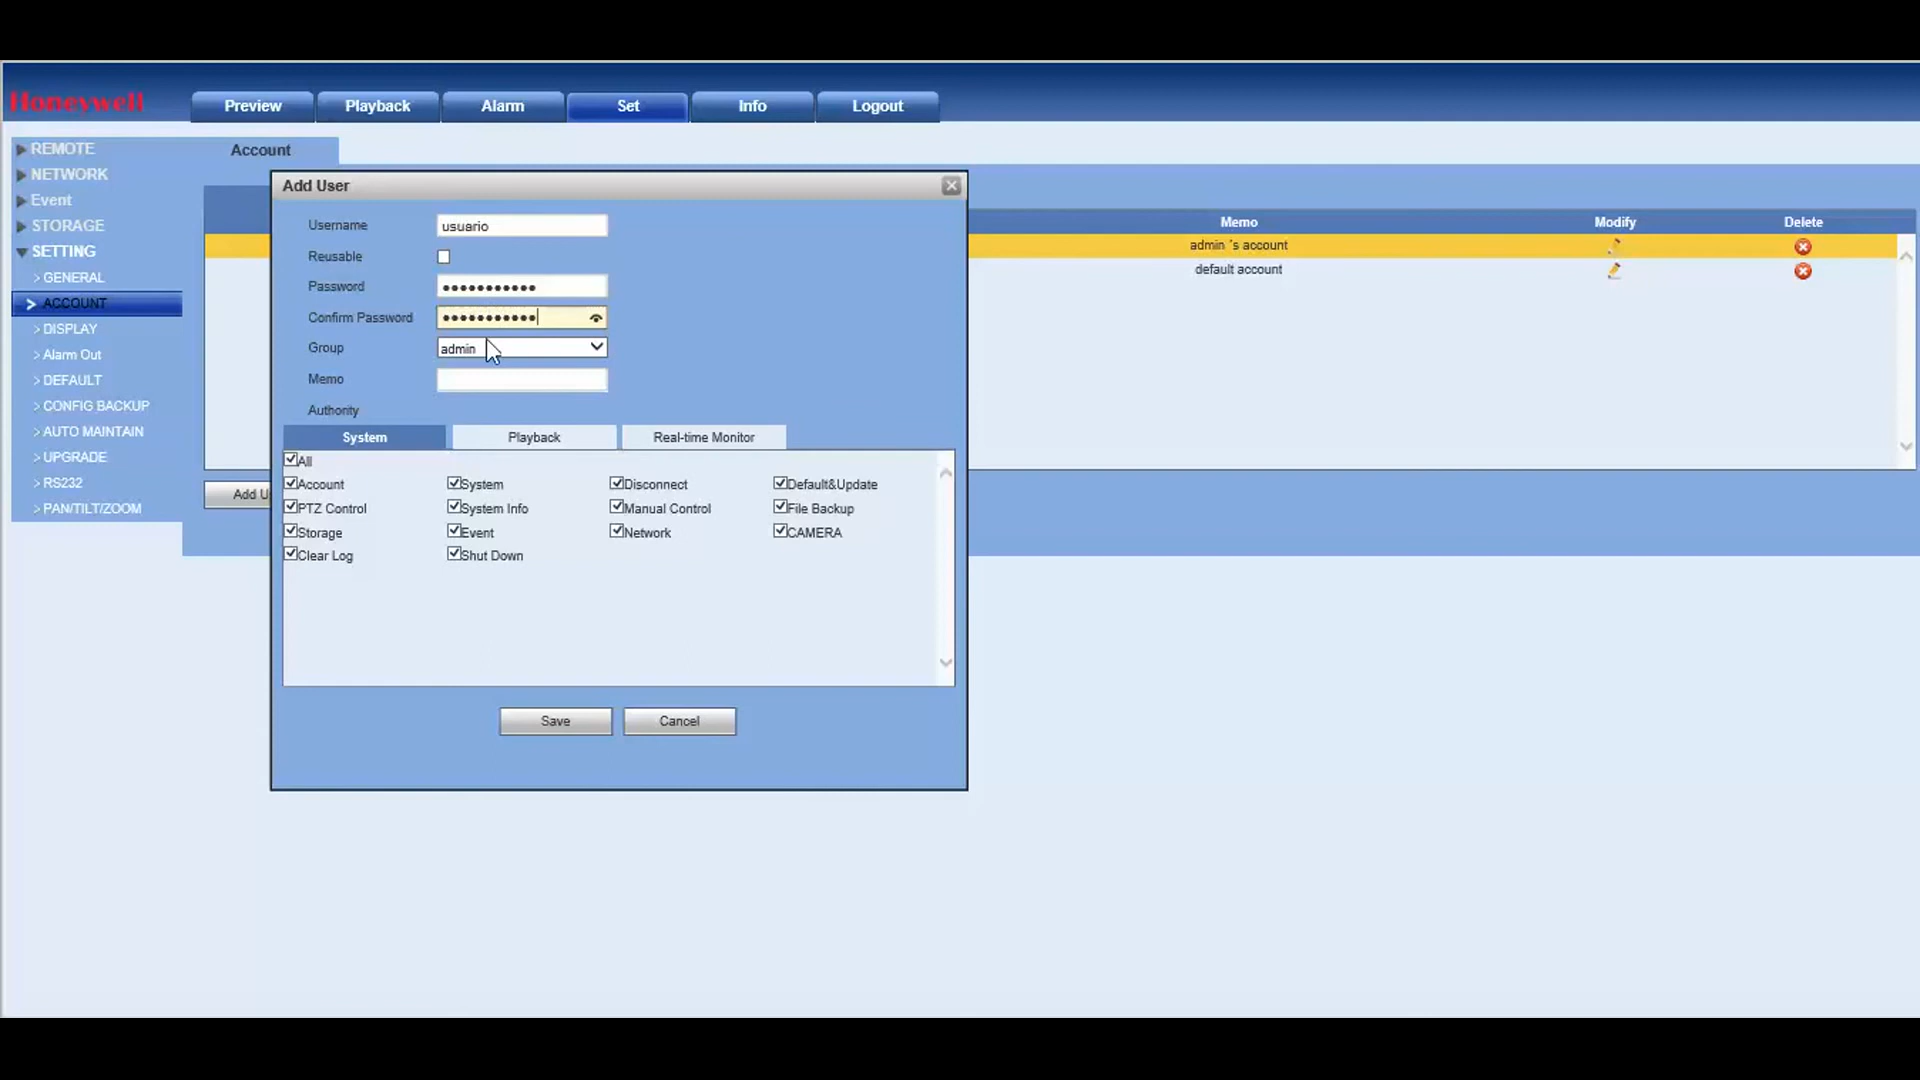 Honeywell
Preview
Playback
Alarm
Set
Info
Logout
REMOTE
NETWORK
Event
STORAGE
SETTING
> GENERAL
> ACCOUNT
> DISPLAY
> Alarm Out
> DEFAULT
> CONFIG BACKUP
> AUTO MAINTAIN
> UPGRADE
> RS232
> PAN/TILT/ZOOM
Account
Memo Modify Delete
admin 's account
default account
Add U
Add User
Username usuario
Reusable
Password •••••••••••
Confirm Password •••••••••••
Group admin
Memo
Authority
System Playback Real-time Monitor
All
Account System Disconnect Default&Update
PTZ Control System Info Manual Control File Backup
Storage Event Network CAMERA
Clear Log Shut Down
Save Cancel